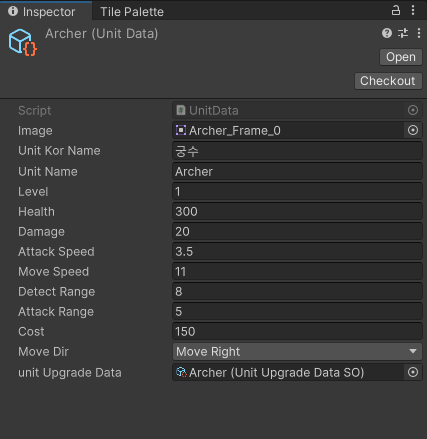 Inspector Tile Palette
Archer (Unit Data)
Open
Checkout
Script UnitData
Image Archer_Frame_0
Unit Kor Name 궁수
Unit Name Archer
Level 1
Health 300
Damage 20
Attack Speed 3.5
Move Speed 11
Detect Range 8
Attack Range 5
Cost 150
Move Dir Move Right
unit Upgrade Data Archer (Unit Upgrade Data SO)